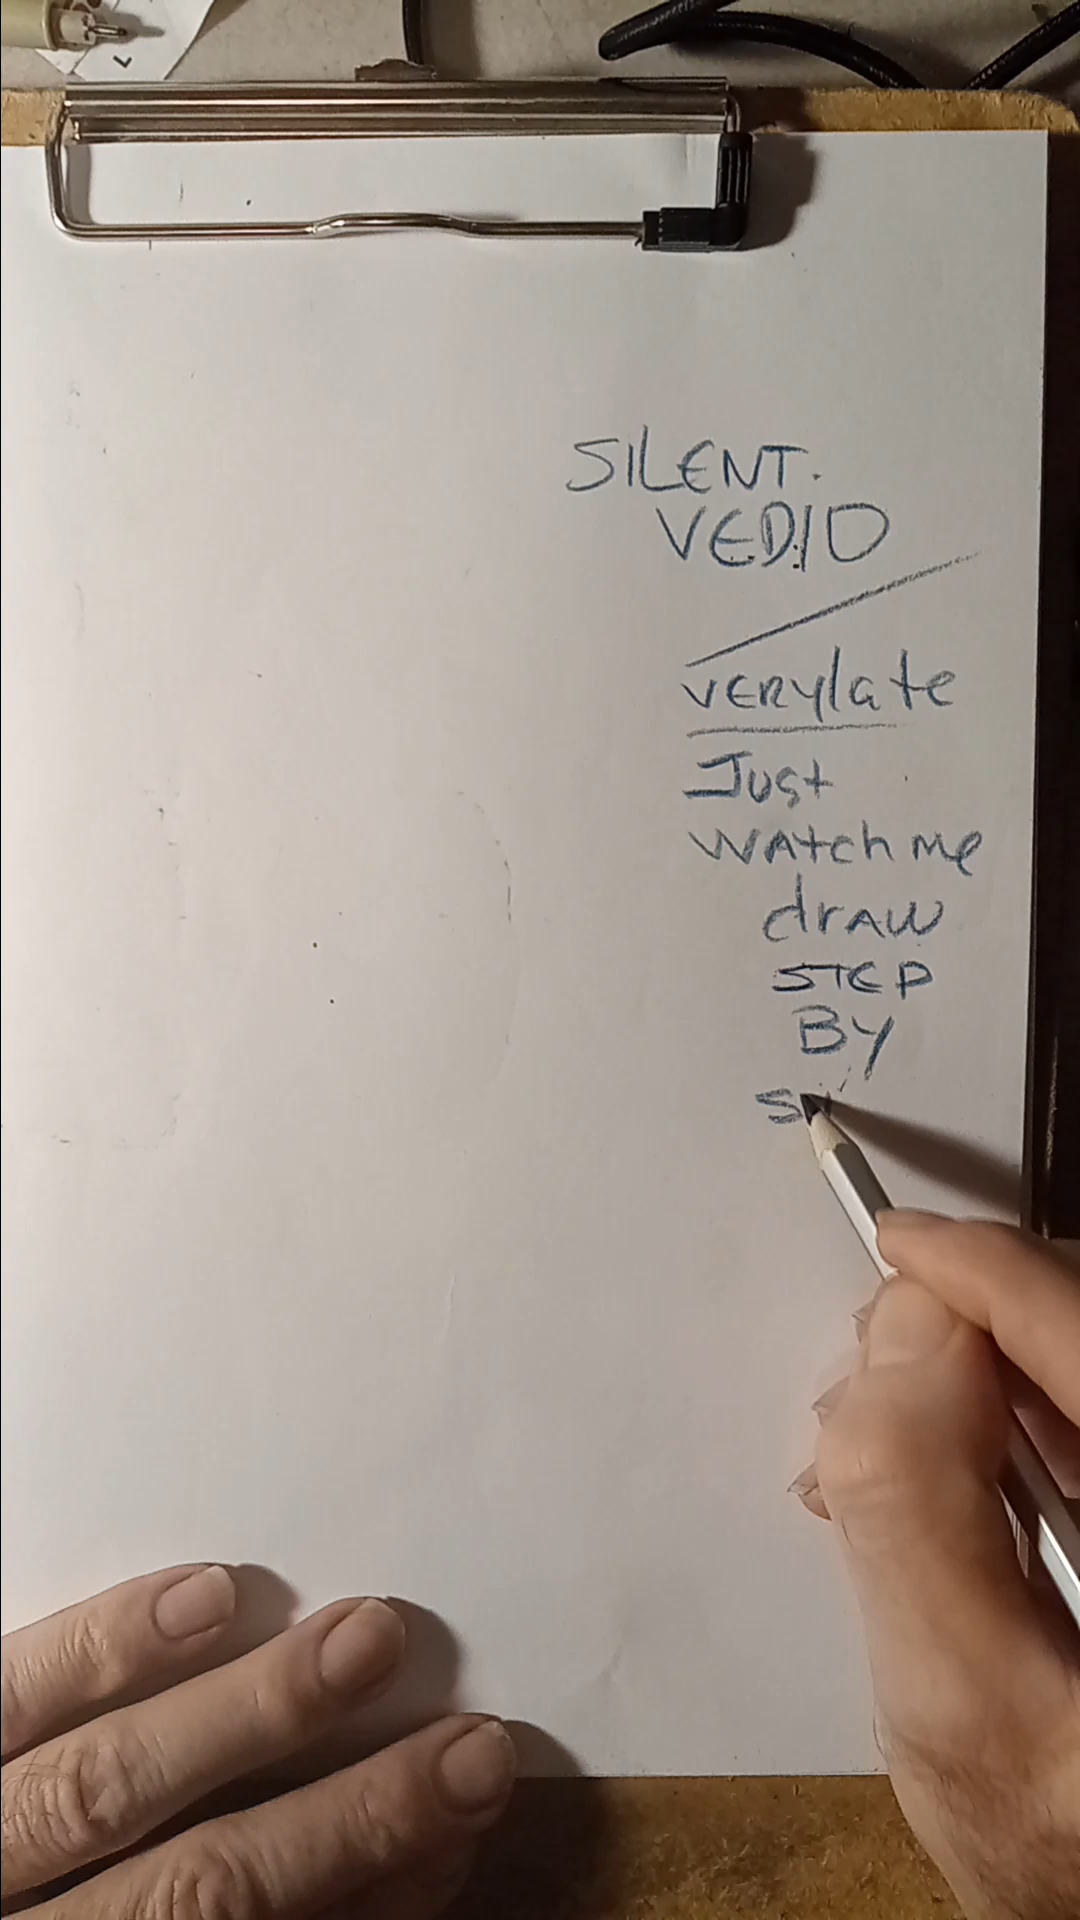 SILENT.
VEDIO
VERYlate
Just
WAtch Me
drAW
STEP
BY
S